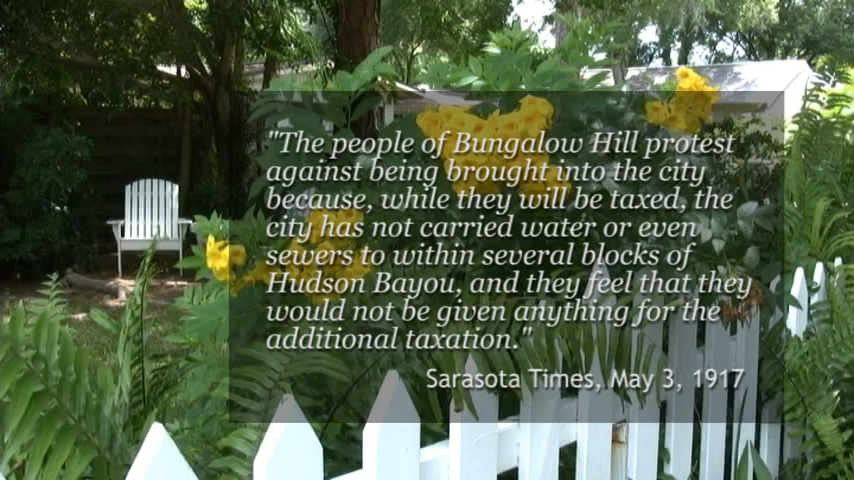 "The people of Bungalow Hill protest
against being brought into the city
because, while they will be taxed, the
city has not carried water or even
sewers to within several blocks of
Hudson Bayou, and they feel that they
would not be given anything for the
additional taxation."
Sarasota Times, May 3, 1917